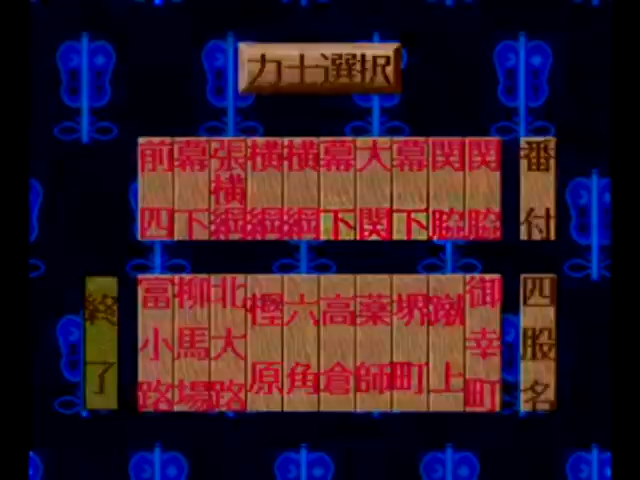 力士選択
番付
関脇
関脇
幕下
大関
幕下
横綱
横綱
張横綱
幕下
前四
四股名
御幸町
蹴上
堺町
薬師
高倉
六角
樫原
北大路
柳馬場
富小路
終了